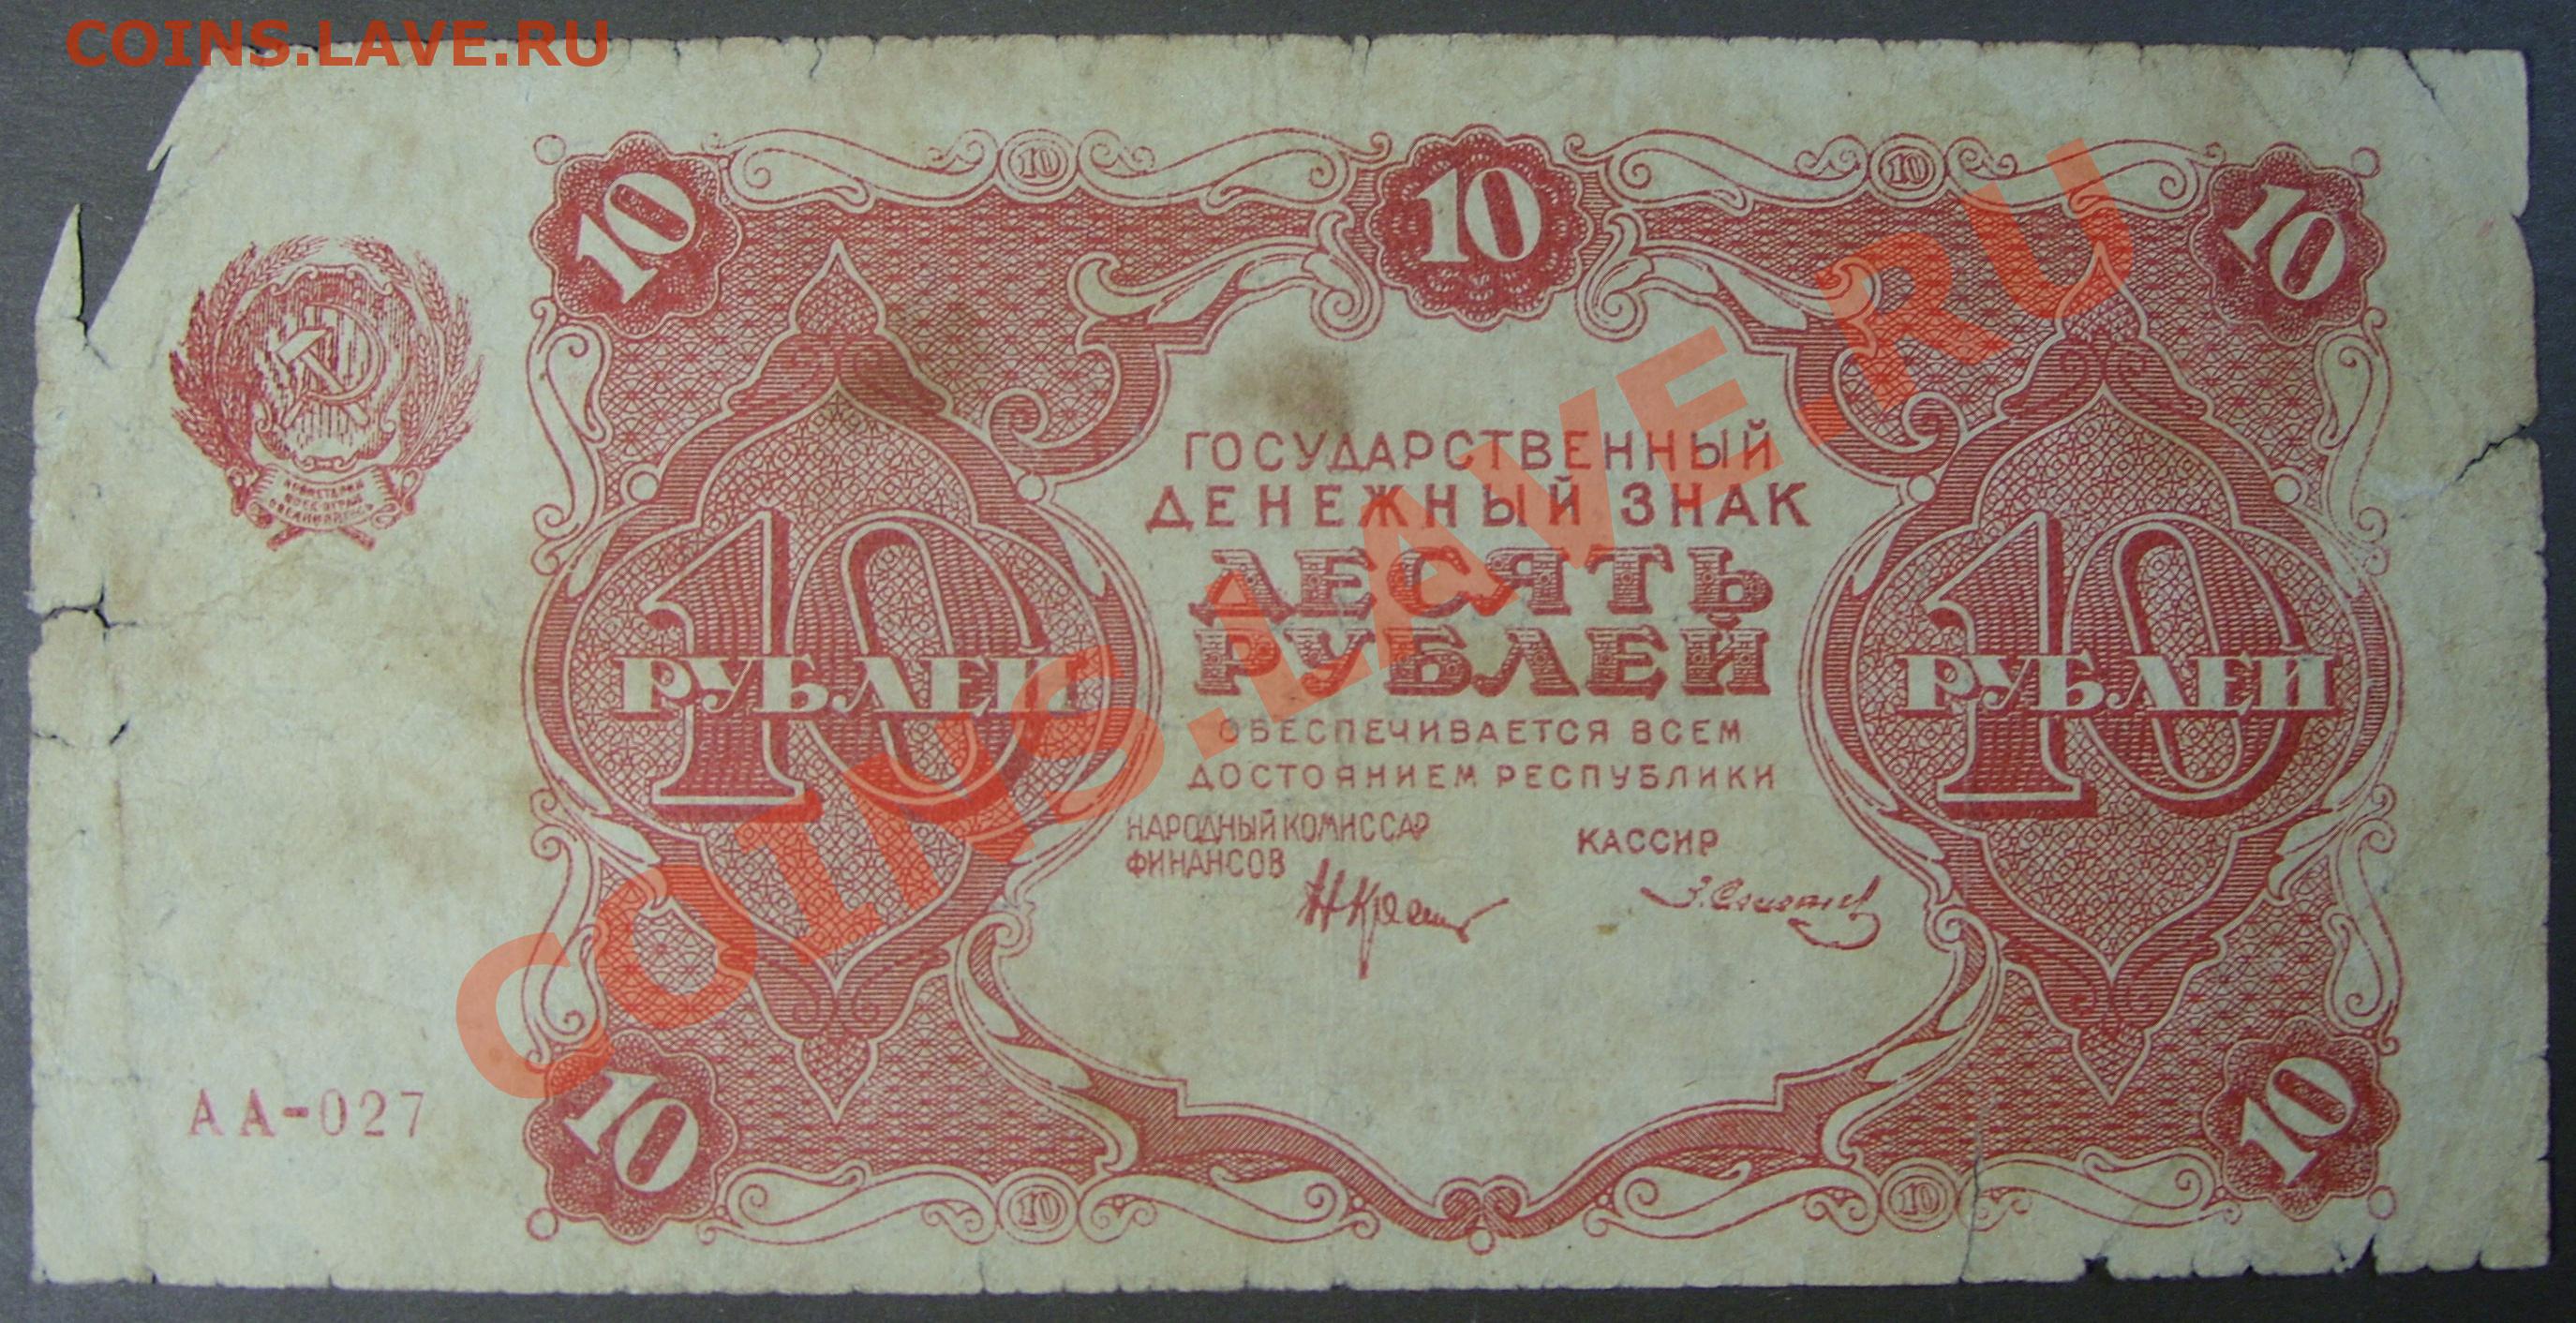 COINS.LAVE.RU
10 10 10 10 10
ГОСУДАРСТВЕННЫЙ
ДЕНЕЖНЫЙ ЗНАК
ДЕСЯТЬ
РУБЛЕЙ
10
РУБЛЕЙ
10
РУБЛЕЙ
ОБЕСПЕЧИВАЕТСЯ ВСЕМ
ДОСТОЯНИЕМ РЕСПУБЛИКИ
НАРОДНЫЙ КОМИССАР
ФИНАНСОВ
КАССИР
COINS.LAVE.RU
АА-027
10 10 10 10